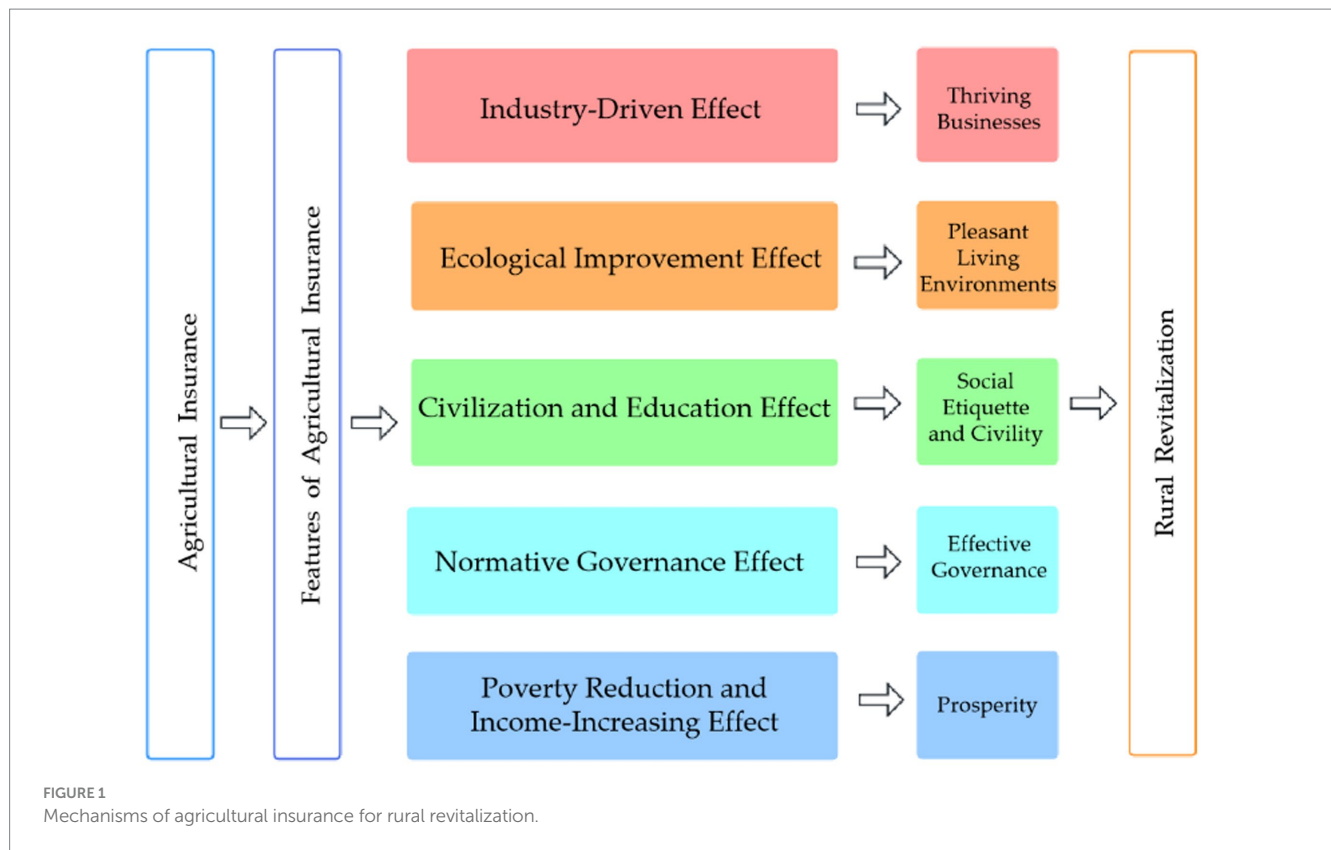 Agricultural Insurance
Features of Agricultural Insurance
Industry-Driven Effect
Thriving
Businesses
Ecological Improvement Effect
Pleasant
Living
Environments
Civilization and Education Effect
Social
Etiquette
and Civility
Normative Governance Effect
Effective
Governance
Poverty Reduction and
Income-Increasing Effect
Prosperity
Rural Revitalization
FIGURE 1
Mechanisms of agricultural insurance for rural revitalization.